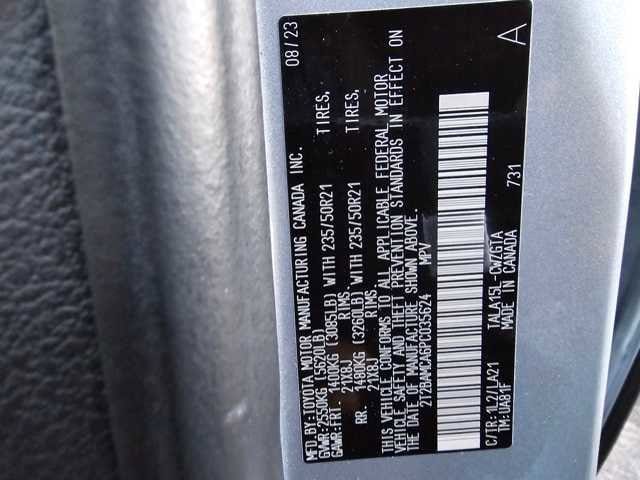 MFD.BY:TOYOTA MOTOR MANUFACTURING CANADA INC. 08/23
GVWR:2550KG (5620LB)
GAWR:FRT. 1400KG (3085LB) WITH 235/50R21 TIRES,
21X8J RIMS.
RR. 1480KG (3260LB) WITH 235/50R21 TIRES,
21X8J RIMS.
THIS VEHICLE CONFORMS TO ALL APPLICABLE FEDERAL MOTOR
VEHICLE SAFETY AND THEFT PREVENTION STANDARDS IN EFFECT ON
THE DATE OF MANUFACTURE SHOWN ABOVE.
2T2BAMCA6PC035624 MPV
C/TR:1L2/LA21 TALA15L-CWZGTA 731 A
TM:UA81F MADE IN CANADA